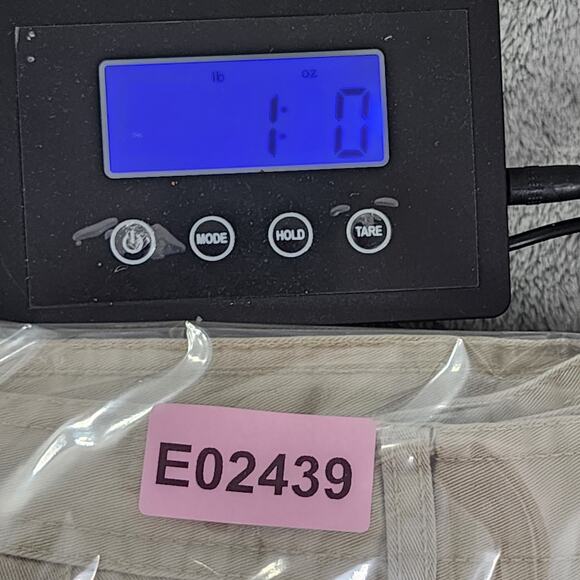 lb oz
1: 0
MODE HOLD TARE
E02439